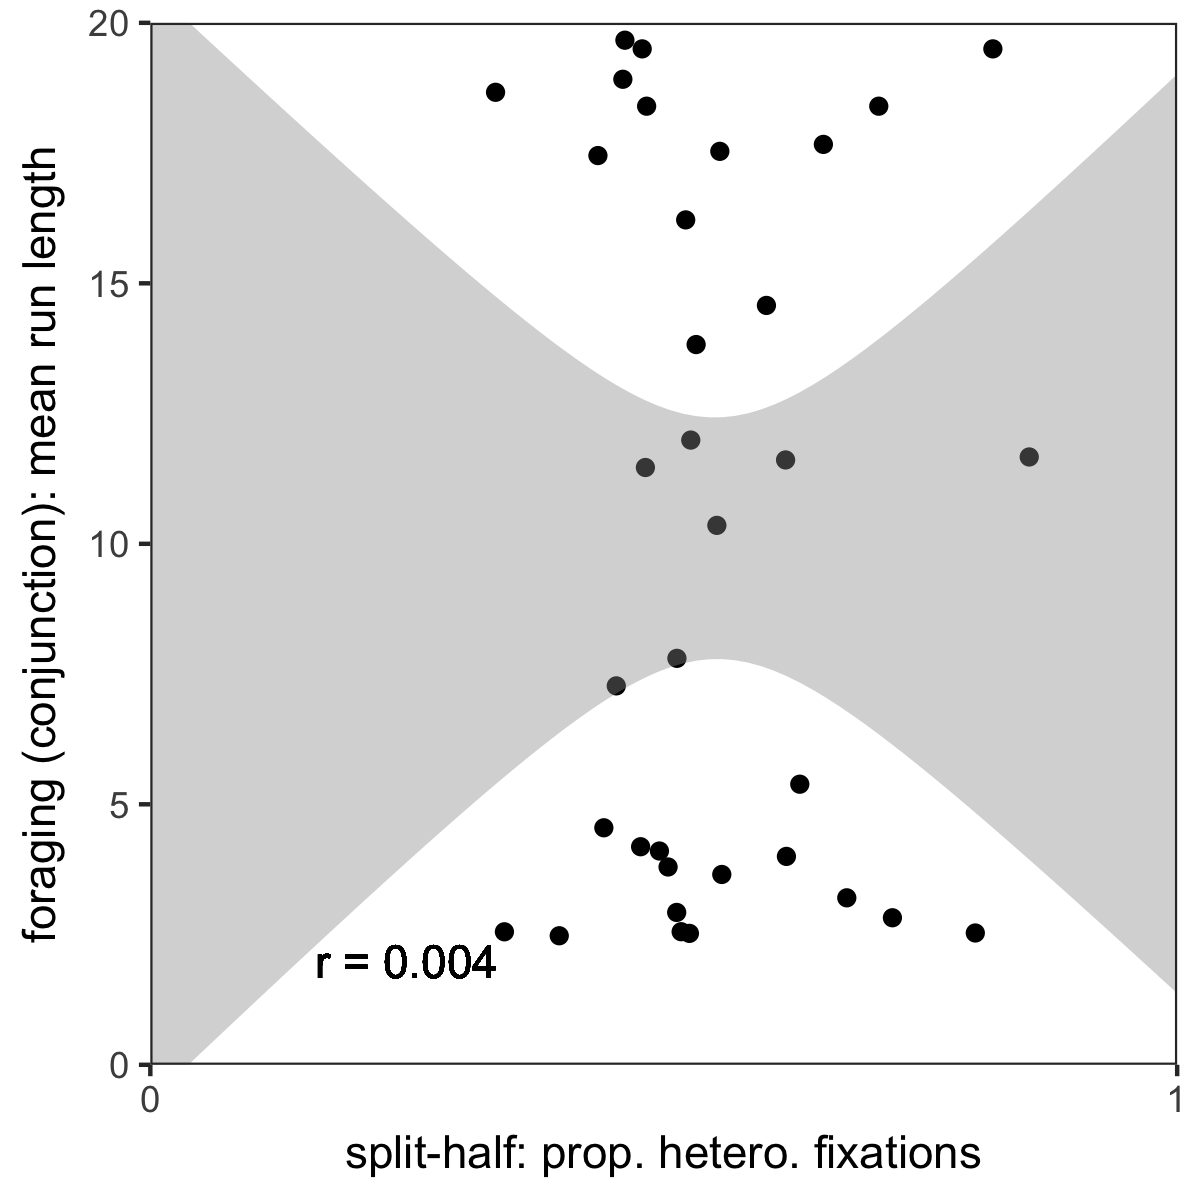 20
15
10
5
0
foraging (conjunction): mean run length
r = 0.004
0
1
split-half: prop. hetero. fixations